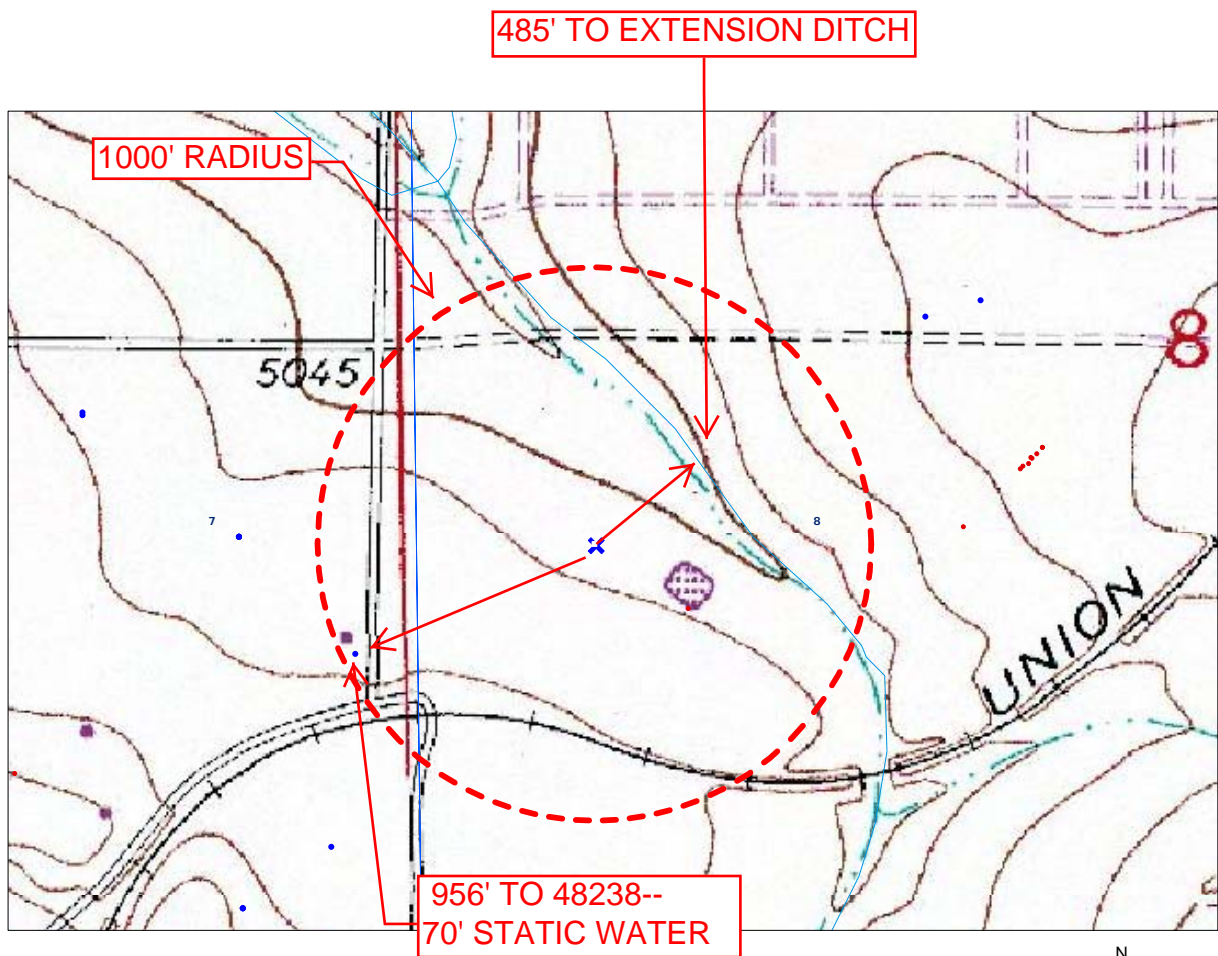 485' TO EXTENSION DITCH
1000' RADIUS
8
5045
7
8
UNION
956' TO 48238--
70' STATIC WATER
N